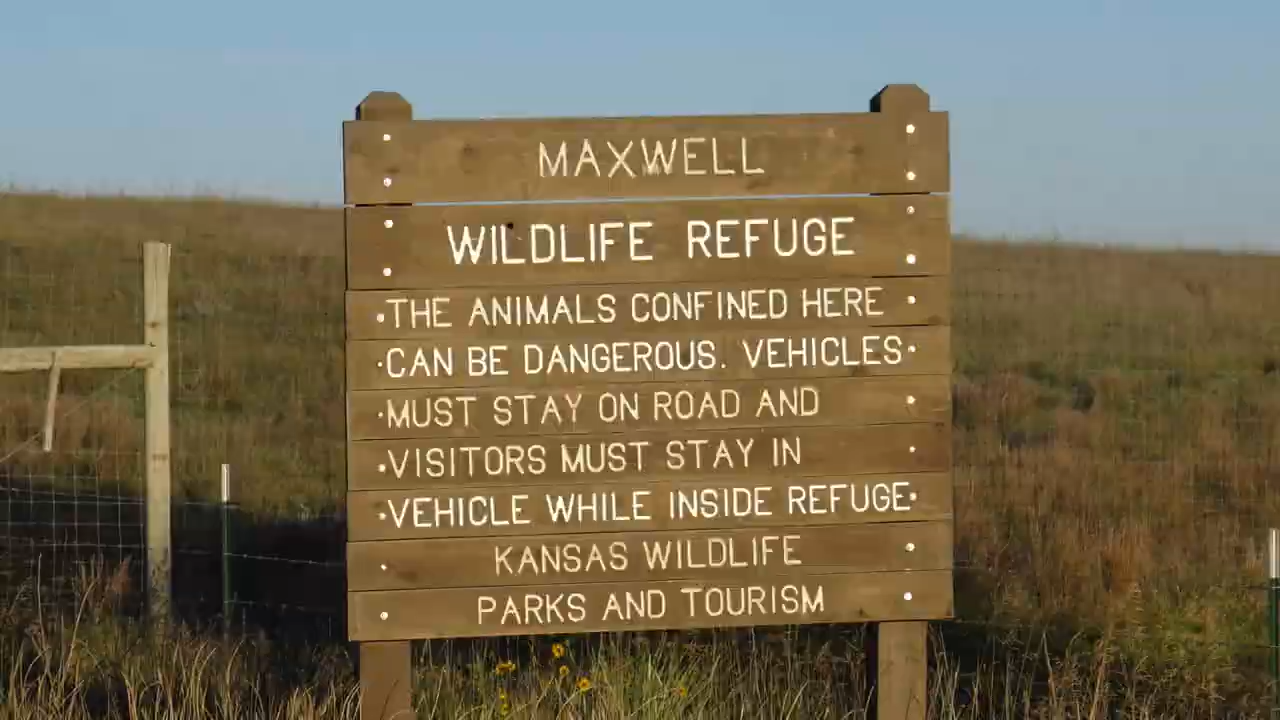 MAXWELL
WILDLIFE REFUGE
THE ANIMALS CONFINED HERE
CAN BE DANGEROUS. VEHICLES
MUST STAY ON ROAD AND
VISITORS MUST STAY IN
VEHICLE WHILE INSIDE REFUGE
KANSAS WILDLIFE
PARKS AND TOURISM